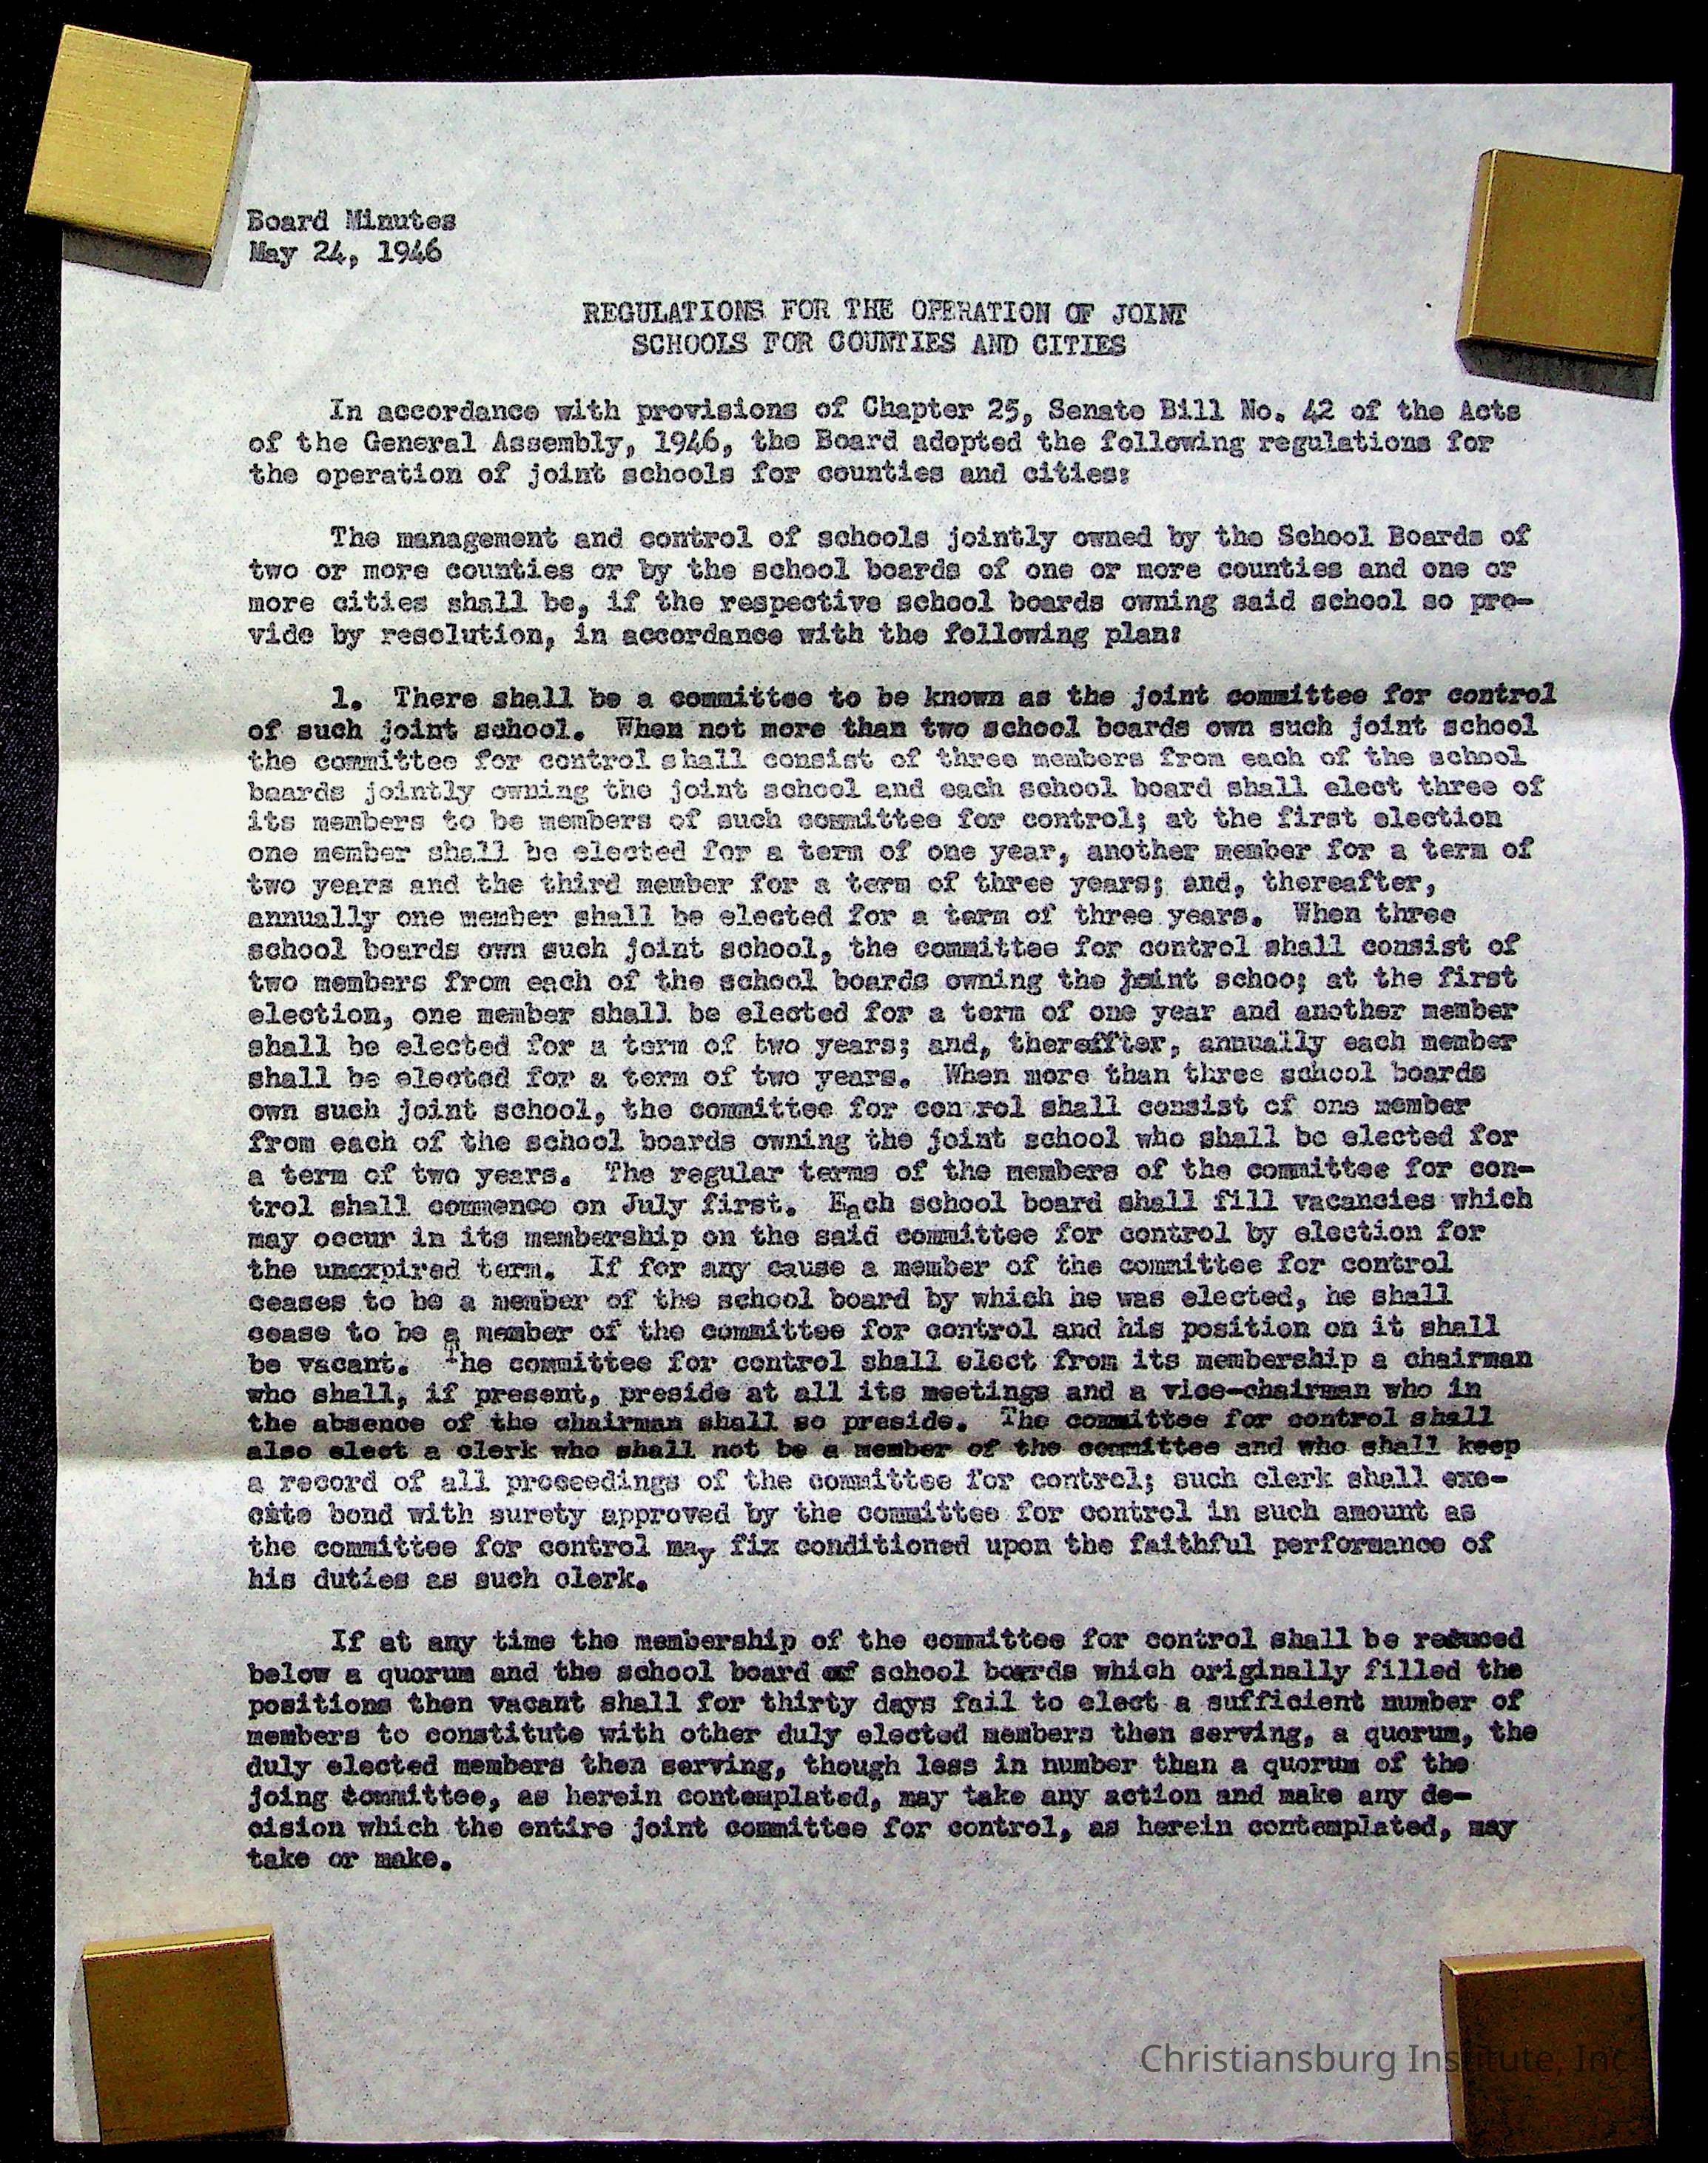 Board Minutes
May 24, 1946
REGULATIONS FOR THE OPERATION OF JOINT
SCHOOLS FOR COUNTIES AND CITIES
In accordance with provisions of Chapter 25, Senate Bill No. 42 of the Acts
of the General Assembly, 1946, the Board adopted the following regulations for
the operation of joint schools for counties and cities:
The management and control of schools jointly owned by the School Boards of
two or more counties or by the school boards of one or more counties and one or
more cities shall be, if the respective school boards owning said school so pro-
vide by resolution, in accordance with the following plan:
1. There shall be a committee to be known as the joint committee for control
of such joint school. When not more than two school boards own such joint school
the committee for control shall consist of three members from each of the school
boards jointly owning the joint school and each school board shall elect three of
its members to be members of such committee for control; at the first election
one member shall be elected for a term of one year, another member for a term of
two years and the third member for a term of three years; and, thereafter,
annually one member shall be elected for a term of three years. When three
school boards own such joint school, the committee for control shall consist of
two members from each of the school boards owning the joint schoo; at the first
election, one member shall be elected for a term of one year and another member
shall be elected for a term of two years; and, thereffter, annually each member
shall be elected for a term of two years. When more than three school boards
own such joint school, the committee for con rol shall consist of one member
from each of the school boards owning the joint school who shall be elected for
a term of two years. The regular terms of the members of the committee for con-
trol shall commence on July first. Each school board shall fill vacancies which
may occur in its membership on the said committee for control by election for
the unexpired term. If for any cause a member of the committee for control
ceases to be a member of the school board by which he was elected, he shall
cease to be a member of the committee for control and his position on it shall
be vacant. The committee for control shall elect from its membership a chairman
who shall, if present, preside at all its meetings and a vice-chairman who in
the absence of the chairman shall so preside. The committee for control shall
also elect a clerk who shall not be a member of the committee and who shall keep
a record of all proceedings of the committee for control; such clerk shall exe-
cute bond with surety approved by the committee for control in such amount as
the committee for control may fix conditioned upon the faithful performance of
his duties as such clerk.
If at any time the membership of the committee for control shall be reduced
below a quorum and the school board or school boards which originally filled the
positions then vacant shall for thirty days fail to elect a sufficient number of
members to constitute with other duly elected members then serving, a quorum, the
duly elected members then serving, though less in number than a quorum of the
joing committee, as herein contemplated, may take any action and make any de-
cision which the entire joint committee for control, as herein contemplated, may
take or make.
Christiansburg Institute, Inc